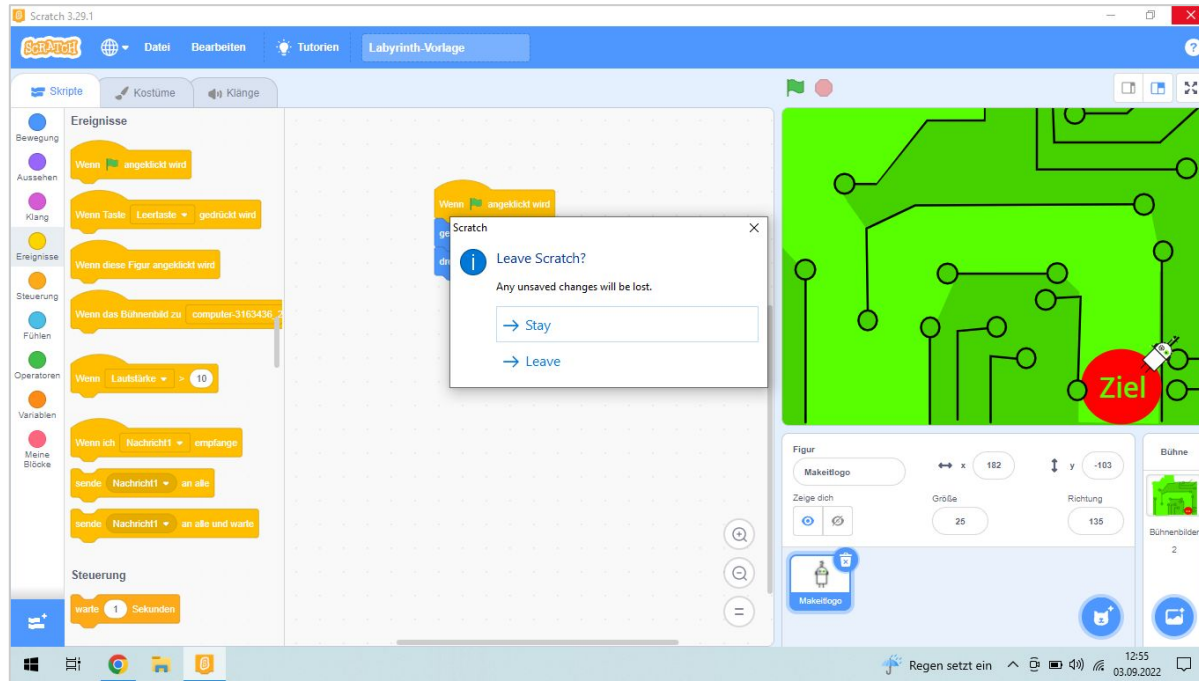 Scratch 3.29.1
SCRATCH
Datei
Bearbeiten
Tutorien
Labyrinth-Vorlage
Skripte
Kostüme
Klänge
Bewegung
Aussehen
Klang
Ereignisse
Steuerung
Fühlen
Operatoren
Variablen
Meine
Blöcke
Ereignisse
Wenn angeklickt wird
Wenn Taste Leertaste gedrückt wird
Wenn diese Figur angeklickt wird
Wenn das Bühnenbild zu computer-3163436_2
Wenn Lautstärke > 10
Wenn ich Nachricht1 empfange
sende Nachricht1 an alle
sende Nachricht1 an alle und warte
Steuerung
warte 1 Sekunden
Wenn angeklickt wird
ge
dre
Scratch
Leave Scratch?
Any unsaved changes will be lost.
→ Stay
→ Leave
Ziel
Figur
Makeitlogo
x 182
y -103
Zeige dich
Größe
25
Richtung
135
Makeitlogo
Bühne
Bühnenbilder
2
Regen setzt ein
12:55
03.09.2022